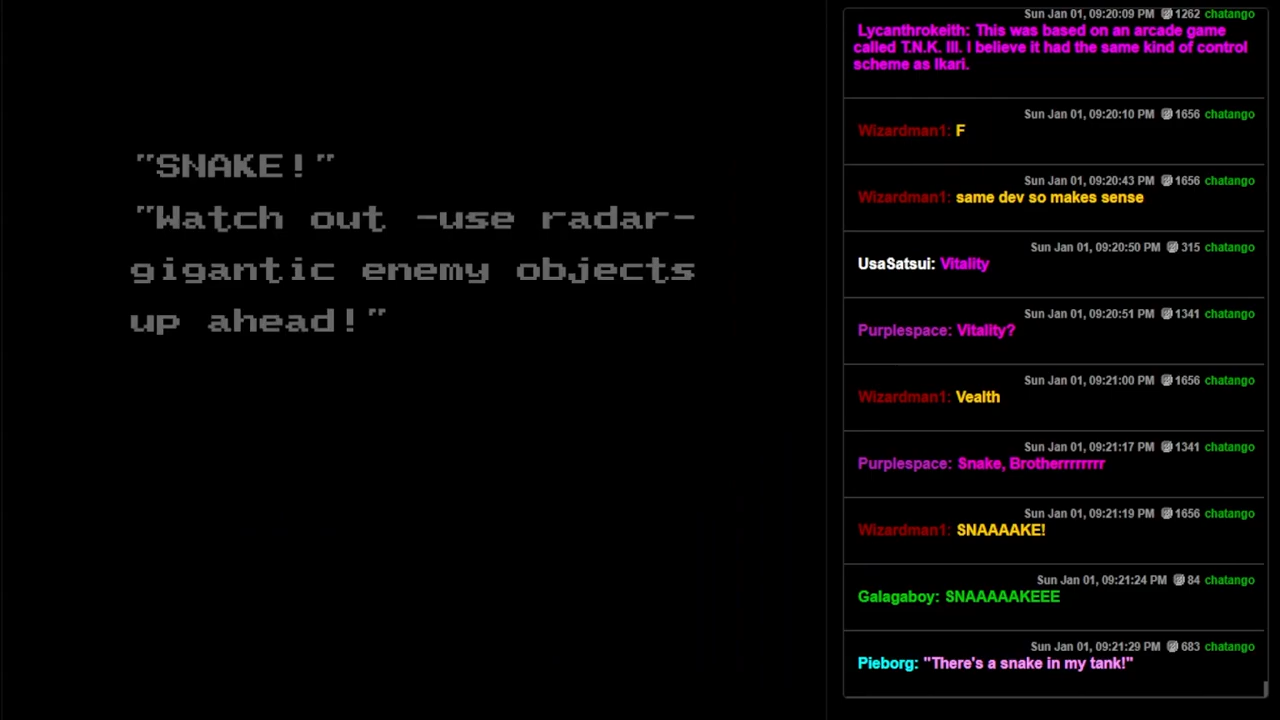 "SNAKE!"
"Watch out -use radar-
gigantic enemy objects
up ahead!"
Sun Jan 01, 09:20:09 PM 1262 chatango
Lycanthrokeith: This was based on an arcade game
called T.N.K. III. I believe it had the same kind of control
scheme as Ikari.
Sun Jan 01, 09:20:10 PM 1656 chatango
Wizardman1: F
Sun Jan 01, 09:20:43 PM 1656 chatango
Wizardman1: same dev so makes sense
Sun Jan 01, 09:20:50 PM 315 chatango
UsaSatsui: Vitality
Sun Jan 01, 09:20:51 PM 1341 chatango
Purplespace: Vitality?
Sun Jan 01, 09:21:00 PM 1656 chatango
Wizardman1: Vealth
Sun Jan 01, 09:21:17 PM 1341 chatango
Purplespace: Snake, Brotherrrrrrrr
Sun Jan 01, 09:21:19 PM 1656 chatango
Wizardman1: SNAAAAKE!
Sun Jan 01, 09:21:24 PM 84 chatango
Galagaboy: SNAAAAAKEEE
Sun Jan 01, 09:21:29 PM 683 chatango
Pieborg: "There's a snake in my tank!"